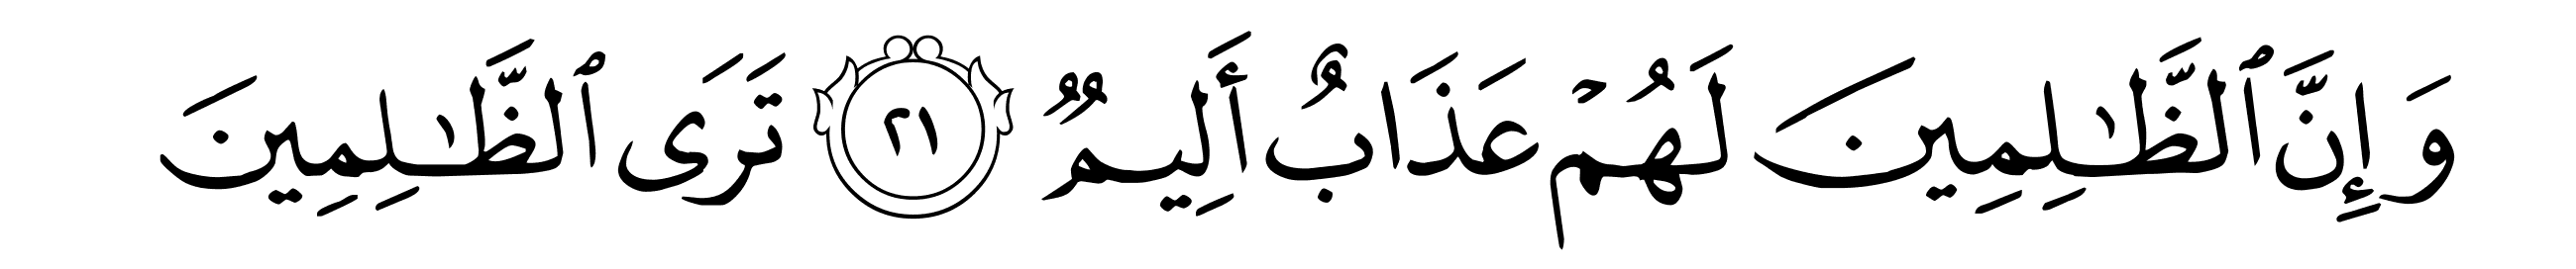 وَإِنَّ ٱلظَّٰلِمِينَ لَهُمْ عَذَابٌ أَلِيمٌ ٢١ تَرَى ٱلظَّٰلِمِينَ